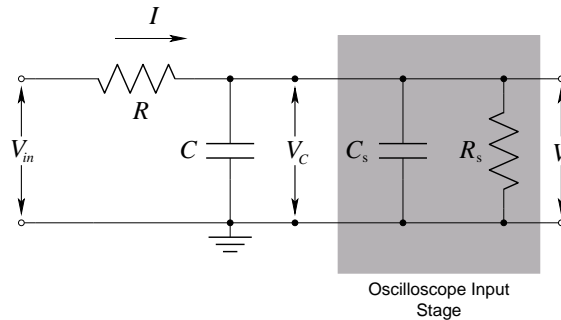 I
R
V_in
C
V_C
C_s
R_s
V
Oscilloscope Input
Stage